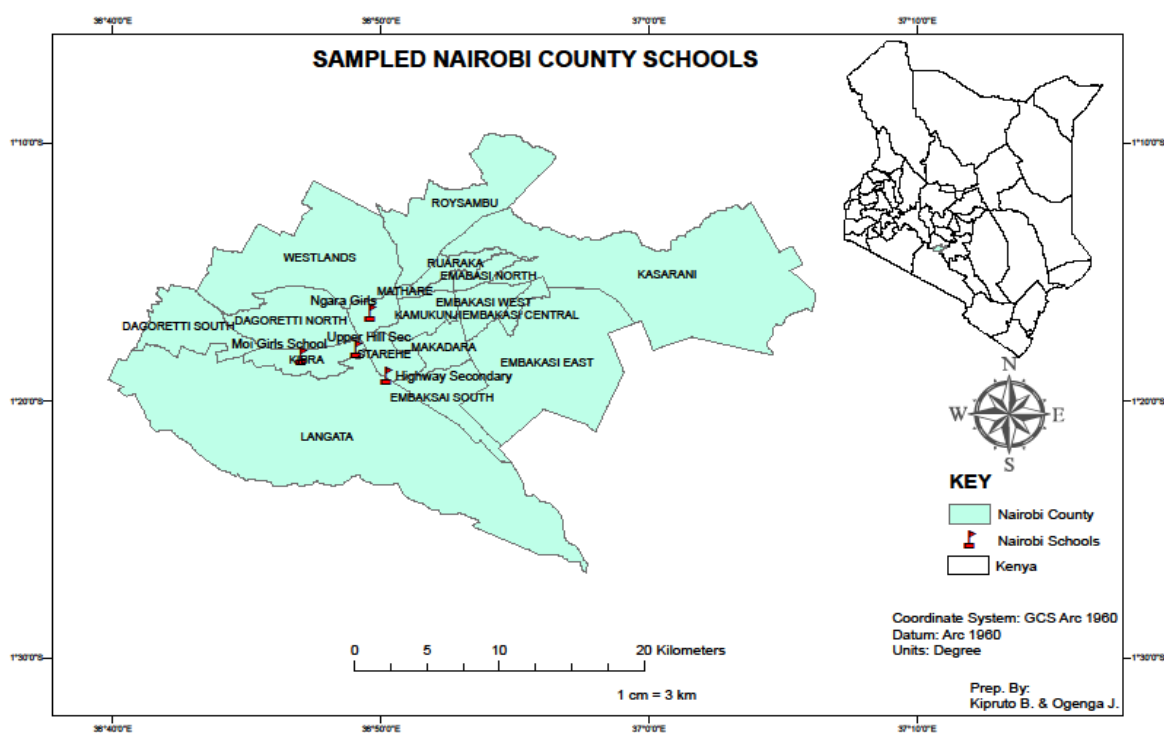 36°40'0"E 36°50'0"E 37°0'0"E 37°10'0"E
SAMPLED NAIROBI COUNTY SCHOOLS
1°10'0"S 1°10'0"S
ROYSAMBU
WESTLANDS
RUARAKA
KASARANI
EMABASI NORTH
MATHARE
Ngara Girls
EMBAKASI WEST
KAMUKUNJI EMBAKASI CENTRAL
DAGORETTI SOUTH
DAGORETTI NORTH
Upper Hill Sec
Moi Girls School
MAKADARA
STAREHE
KIBRA
EMBAKASI EAST
Highway Secondary
EMBAKSAI SOUTH
1°20'0"S 1°20'0"S
LANGATA
N
W E
S
KEY
Nairobi County
Nairobi Schools
Kenya
Coordinate System: GCS Arc 1960
Datum: Arc 1960
Units: Degree
0 5 10 20 Kilometers
1 cm = 3 km
1°30'0"S 1°30'0"S
Prep. By:
Kipruto B. & Ogenga J.
36°40'0"E 36°50'0"E 37°0'0"E 37°10'0"E